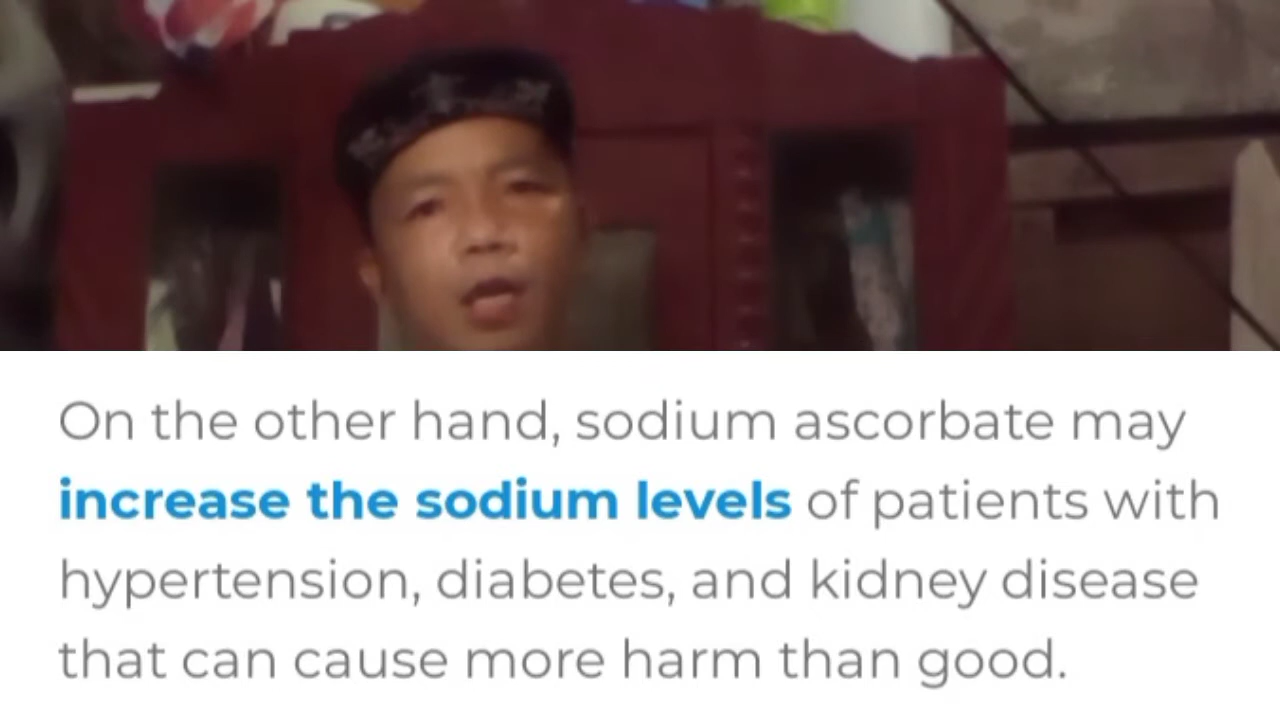 On the other hand, sodium ascorbate may
increase the sodium levels of patients with
hypertension, diabetes, and kidney disease
that can cause more harm than good.